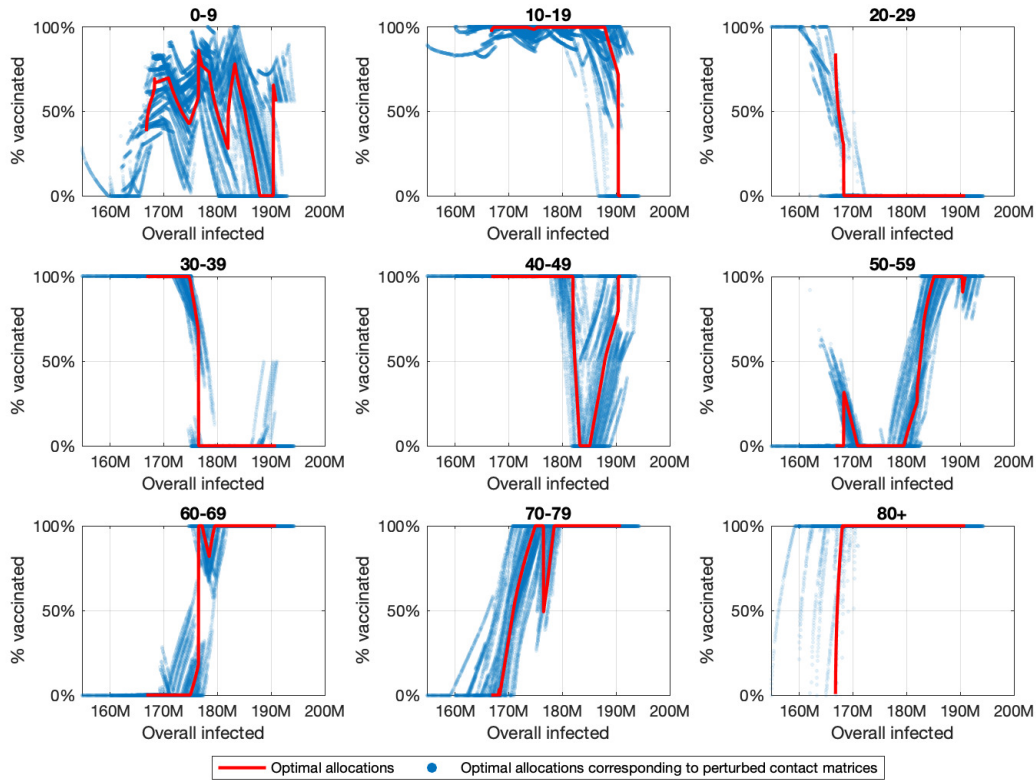 0-9
10-19
20-29
100%
50%
0%
% vaccinated
160M 170M 180M 190M 200M
Overall infected
100%
50%
0%
% vaccinated
160M 170M 180M 190M 200M
Overall infected
100%
50%
0%
% vaccinated
160M 170M 180M 190M 200M
Overall infected
30-39
40-49
50-59
100%
50%
0%
% vaccinated
160M 170M 180M 190M 200M
Overall infected
100%
50%
0%
% vaccinated
160M 170M 180M 190M 200M
Overall infected
100%
50%
0%
% vaccinated
160M 170M 180M 190M 200M
Overall infected
60-69
70-79
80+
100%
50%
0%
% vaccinated
160M 170M 180M 190M 200M
Overall infected
100%
50%
0%
% vaccinated
160M 170M 180M 190M 200M
Overall infected
100%
50%
0%
% vaccinated
160M 170M 180M 190M 200M
Overall infected
Optimal allocations
Optimal allocations corresponding to perturbed contact matrices